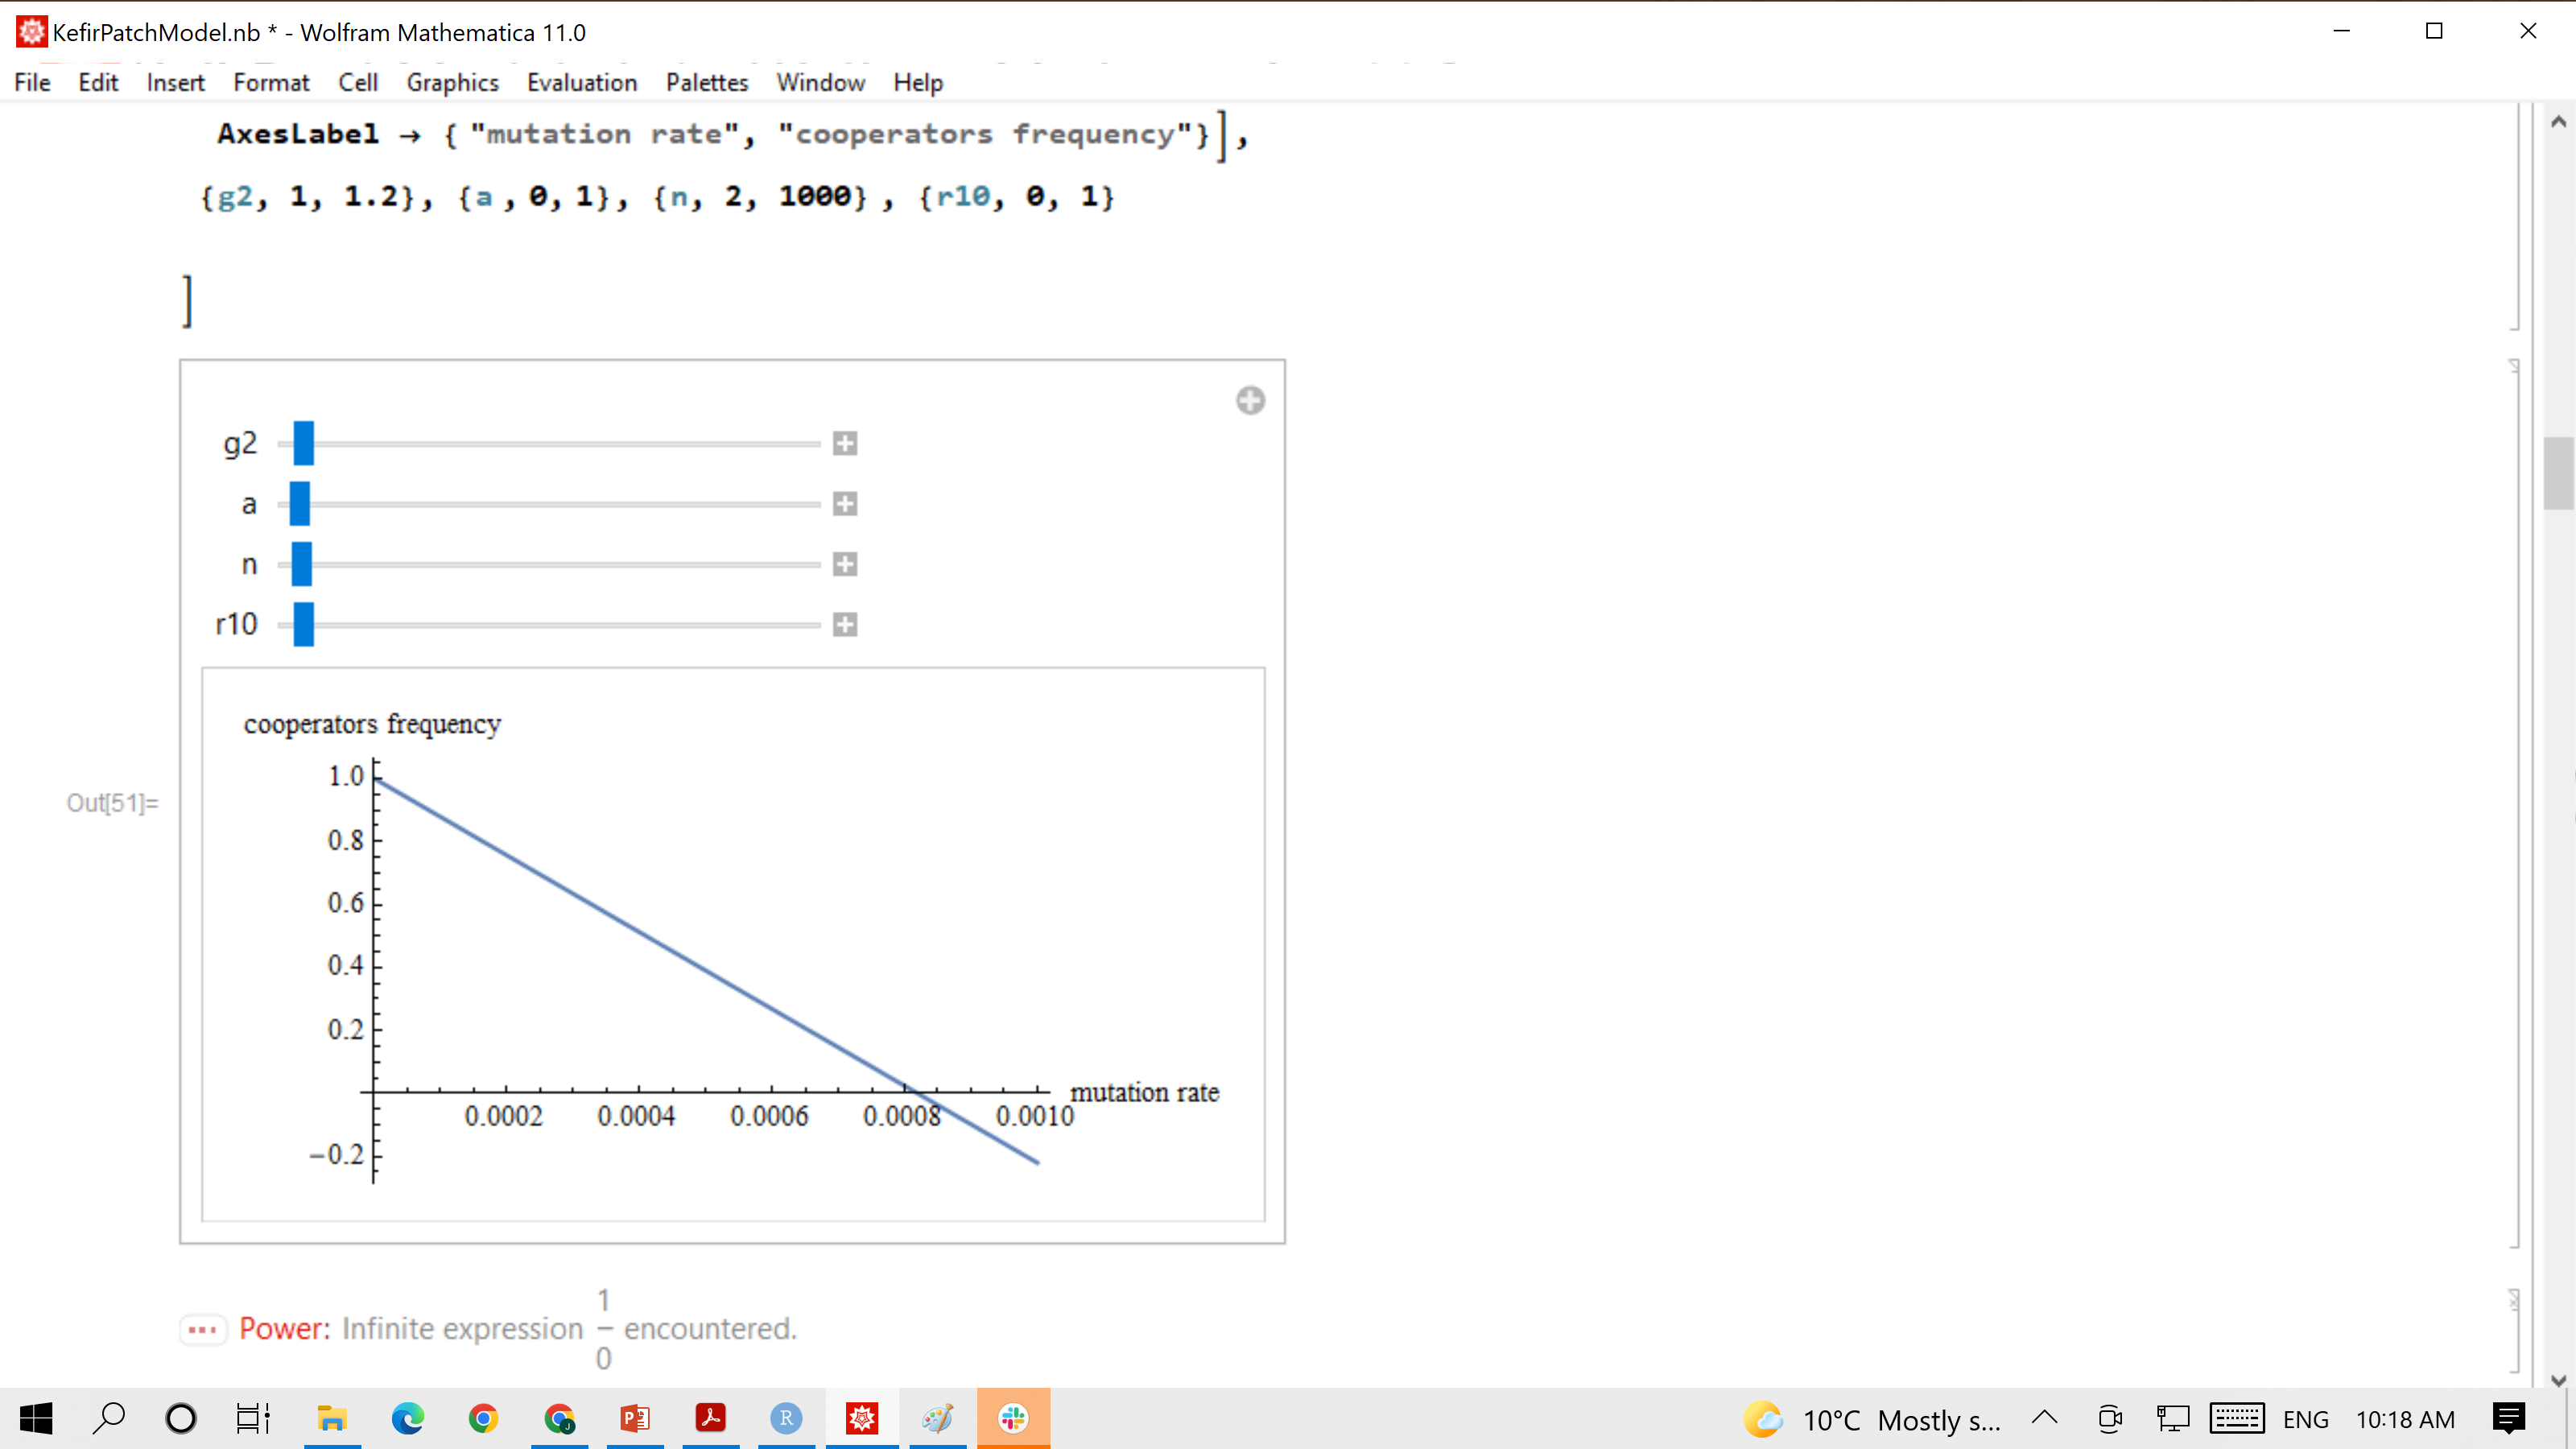 KefirPatchModel.nb * - Wolfram Mathematica 11.0
File Edit Insert Format Cell Graphics Evaluation Palettes Window Help
AxesLabel → { "mutation rate", "cooperators frequency"}],
{g2, 1, 1.2}, {a , 0, 1}, {n, 2, 1000} , {r10, 0, 1}
]
g2
a
n
r10
cooperators frequency
1.0
0.8
0.6
0.4
0.2
mutation rate
0.0002 0.0004 0.0006 0.0008 0.0010
−0.2
Out[51]=
Power: Infinite expression 1/0 encountered.
10°C Mostly s... ENG 10:18 AM